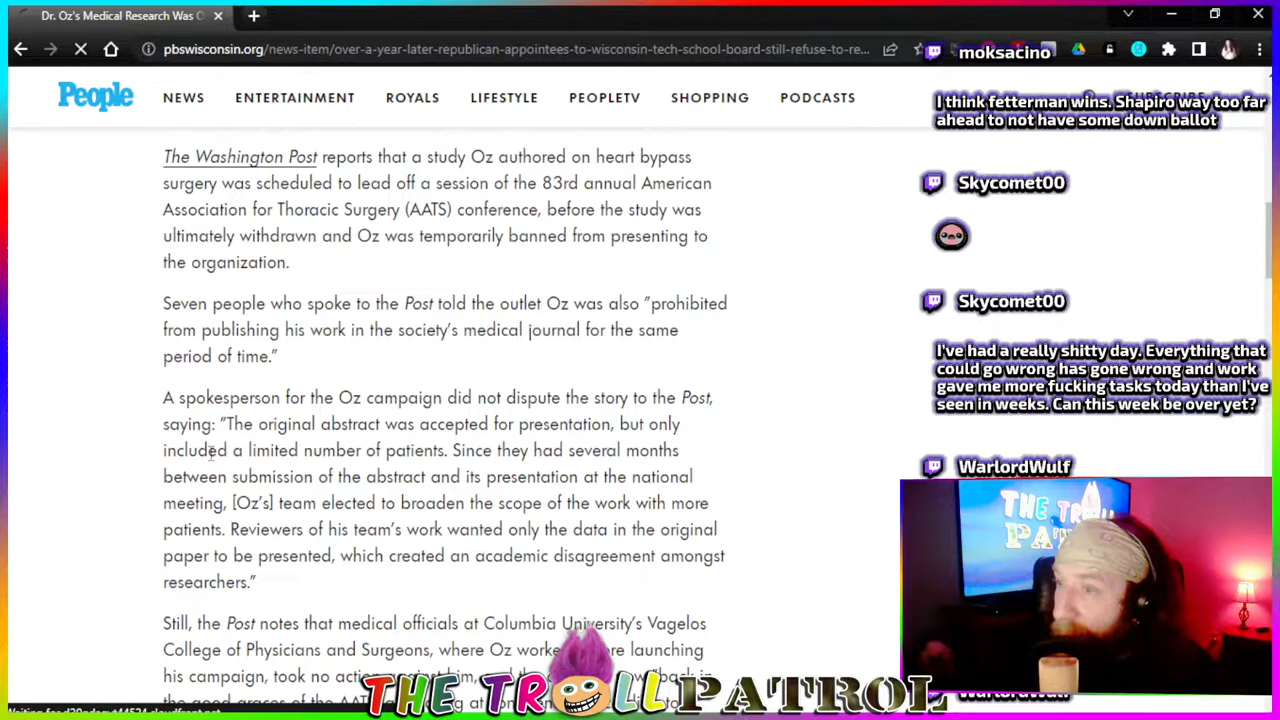 Dr. Oz's Medical Research Was
pbswisconsin.org/news-item/over-a-year-later-republican-appointees-to-wisconsin-tech-school-board-still-refuse-to-re...
People
NEWS
ENTERTAINMENT
ROYALS
LIFESTYLE
PEOPLETV
SHOPPING
PODCASTS
SUBSCRIBE
The Washington Post reports that a study Oz authored on heart bypass
surgery was scheduled to lead off a session of the 83rd annual American
Association for Thoracic Surgery (AATS) conference, before the study was
ultimately withdrawn and Oz was temporarily banned from presenting to
the organization.
Seven people who spoke to the Post told the outlet Oz was also "prohibited
from publishing his work in the society's medical journal for the same
period of time."
A spokesperson for the Oz campaign did not dispute the story to the Post,
saying: "The original abstract was accepted for presentation, but only
included a limited number of patients. Since they had several months
between submission of the abstract and its presentation at the national
meeting, [Oz's] team elected to broaden the scope of the work with more
patients. Reviewers of his team's work wanted only the data in the original
paper to be presented, which created an academic disagreement amongst
researchers."
Still, the Post notes that medical officials at Columbia University's Vagelos
College of Physicians and Surgeons, where Oz worked before launching
his campaign, took no action against him, and
moksacino
I think fetterman wins. Shapiro way too far
ahead to not have some down ballot
Skycomet00
Skycomet00
I've had a really shitty day. Everything that
could go wrong has gone wrong and work
gave me more fucking tasks today than I've
seen in weeks. Can this week be over yet?
WarlordWulf
THE TR
PAT
WarlordWulf
THE TROLL PATROL